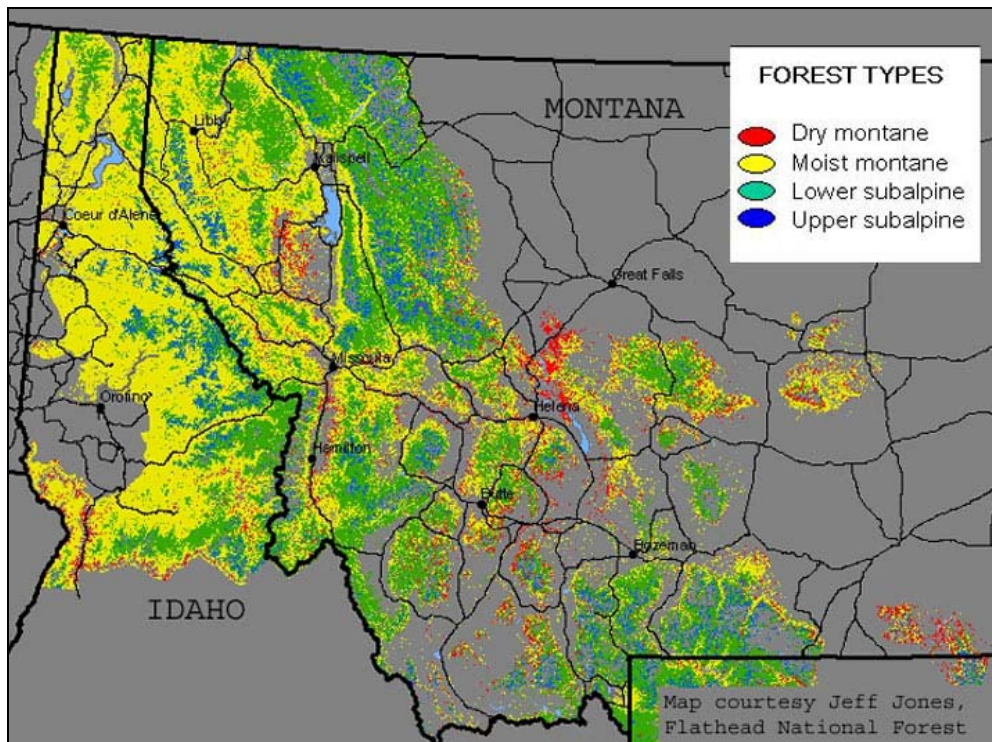 FOREST TYPES
MONTANA
Dry montane
Libby
Moist montane
Kalispell
Lower subalpine
Coeur d'Alene
Upper subalpine
Great Falls
Missoula
Orofino
Helena
Hamilton
Butte
Bozeman
IDAHO
Map courtesy Jeff Jones,
Flathead National Forest